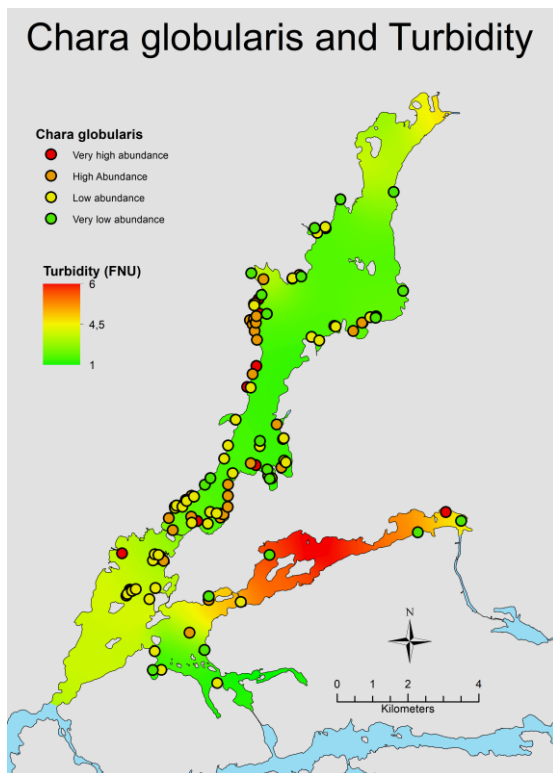 Chara globularis and Turbidity
Chara globularis
Very high abundance
High Abundance
Low abundance
Very low abundance
Turbidity (FNU)
6
4,5
1
N
0 1 2 4
Kilometers